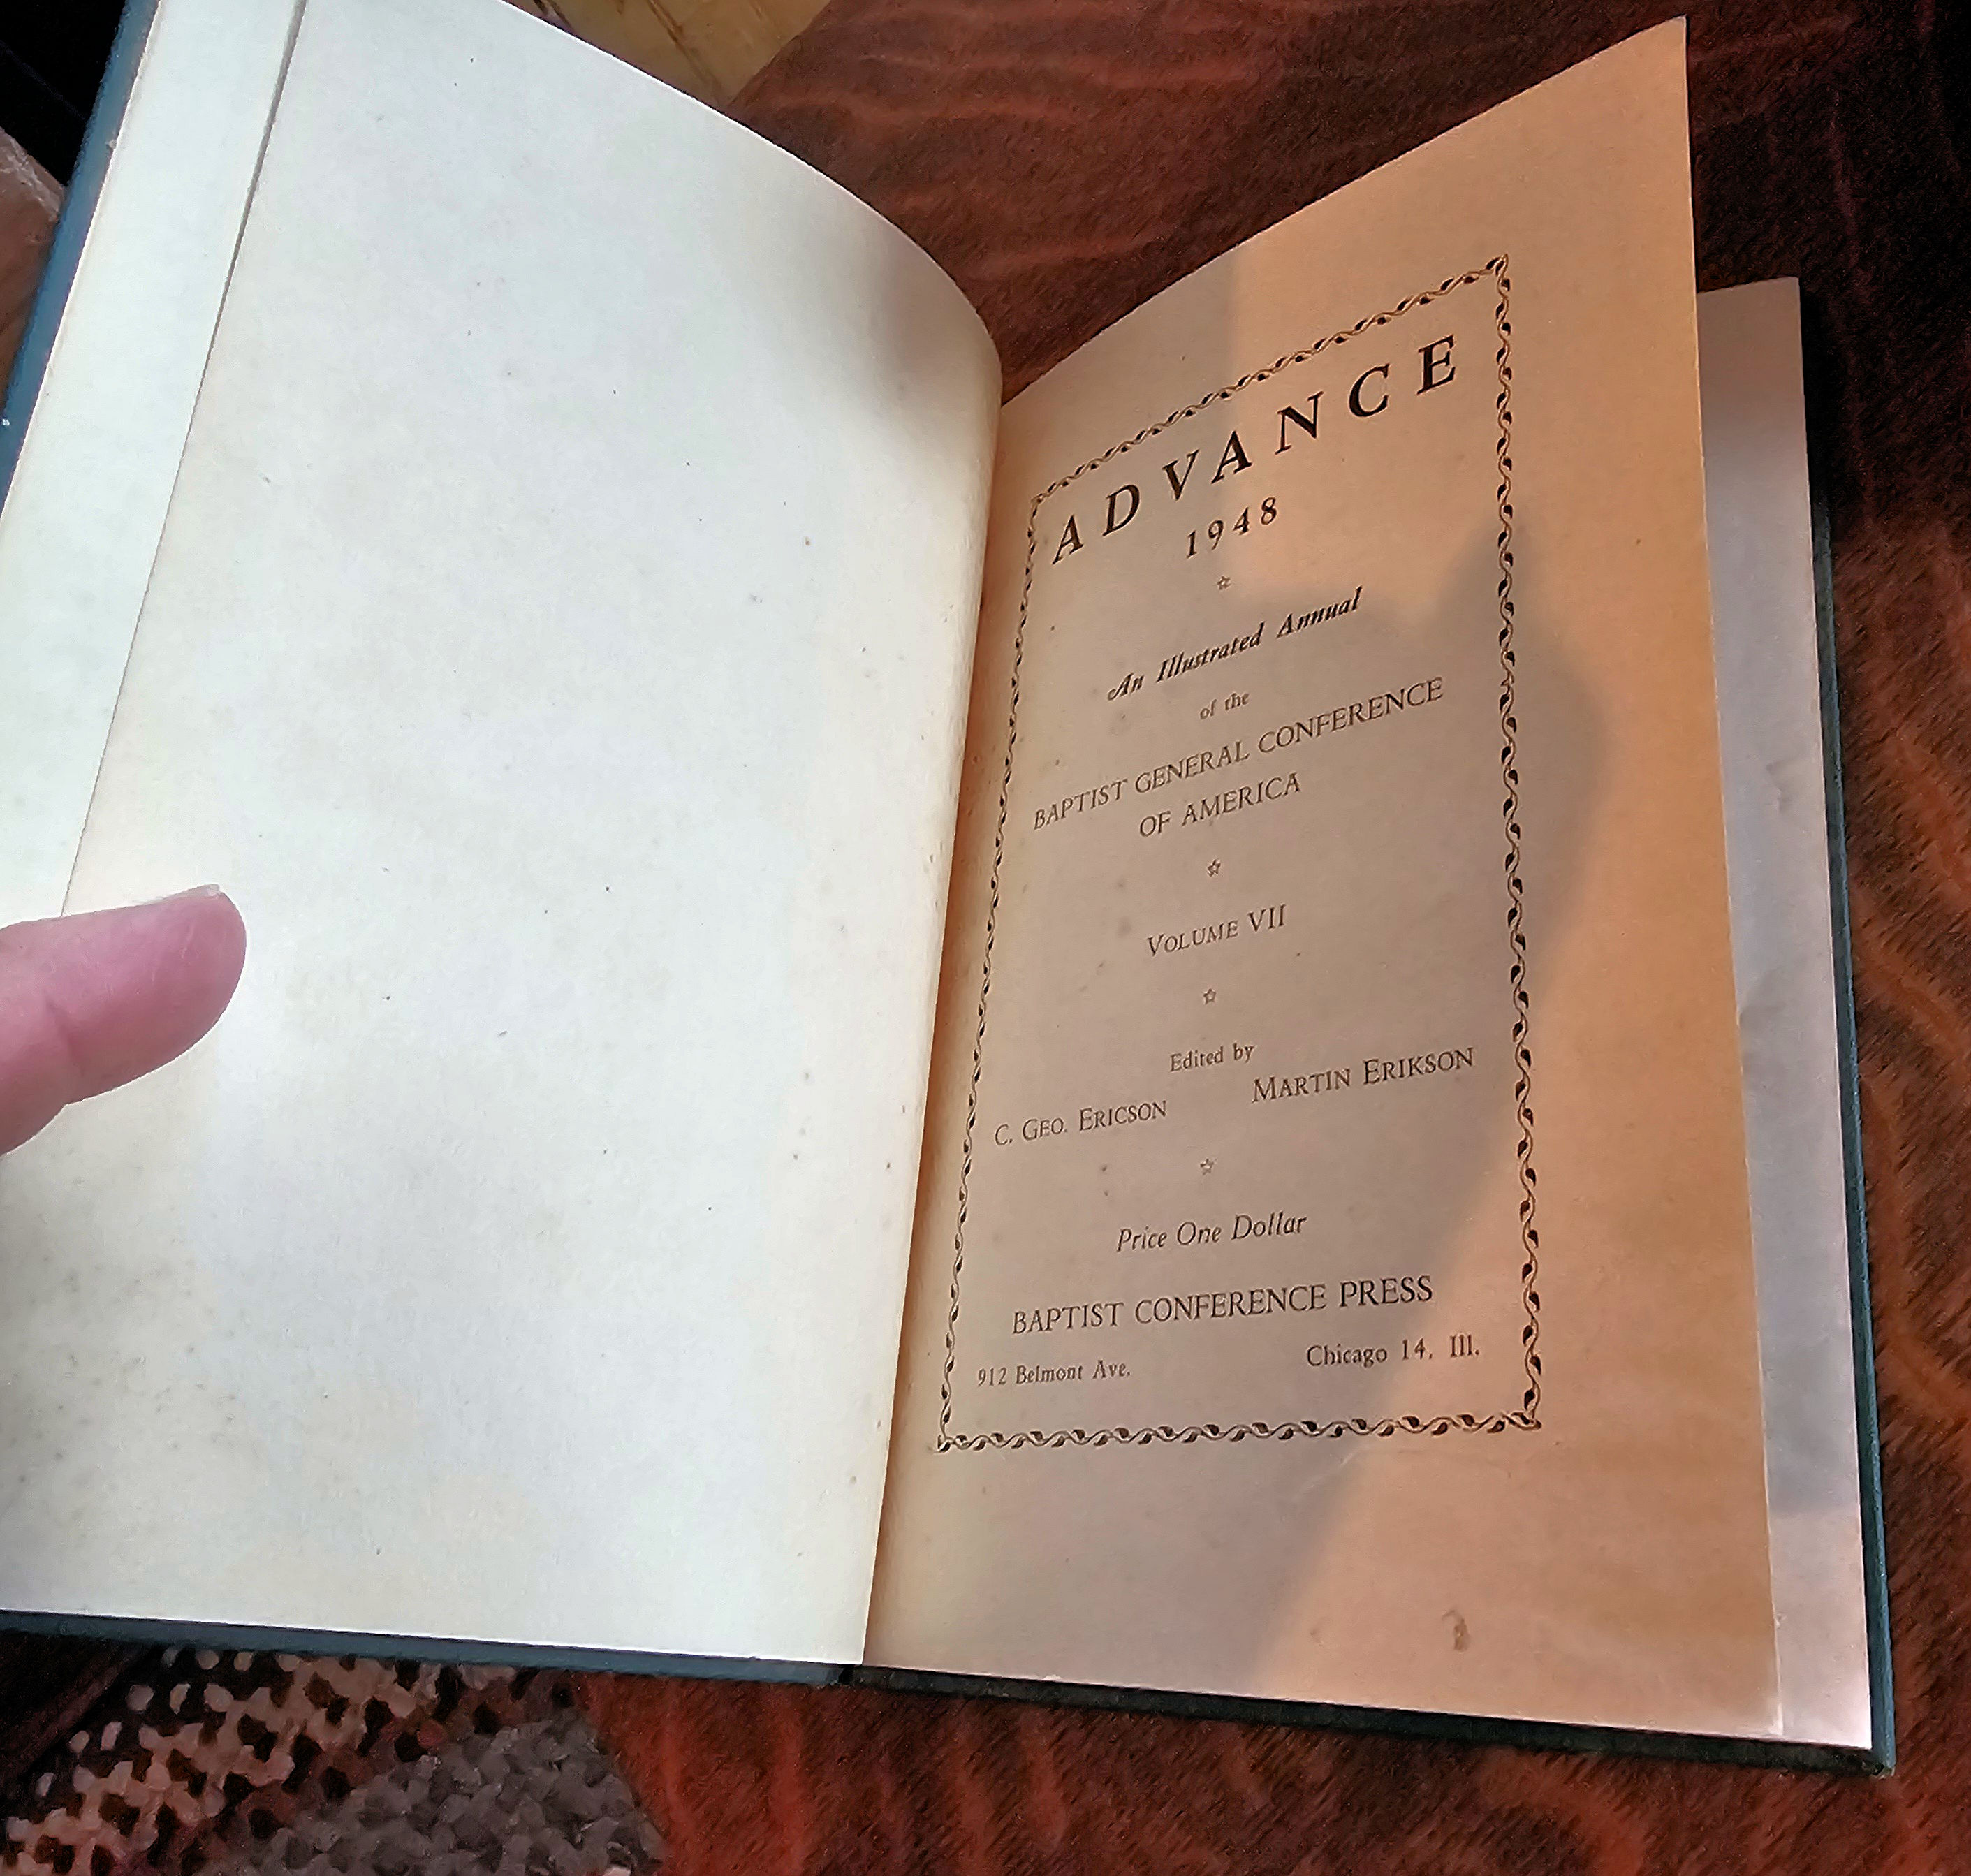 ADVANCE
1948
An Illustrated Annual
of the
BAPTIST GENERAL CONFERENCE
OF AMERICA
VOLUME VII
Edited by
C. GEO. ERICSON MARTIN ERIKSON
Price One Dollar
BAPTIST CONFERENCE PRESS
912 Belmont Ave. Chicago 14, Ill.